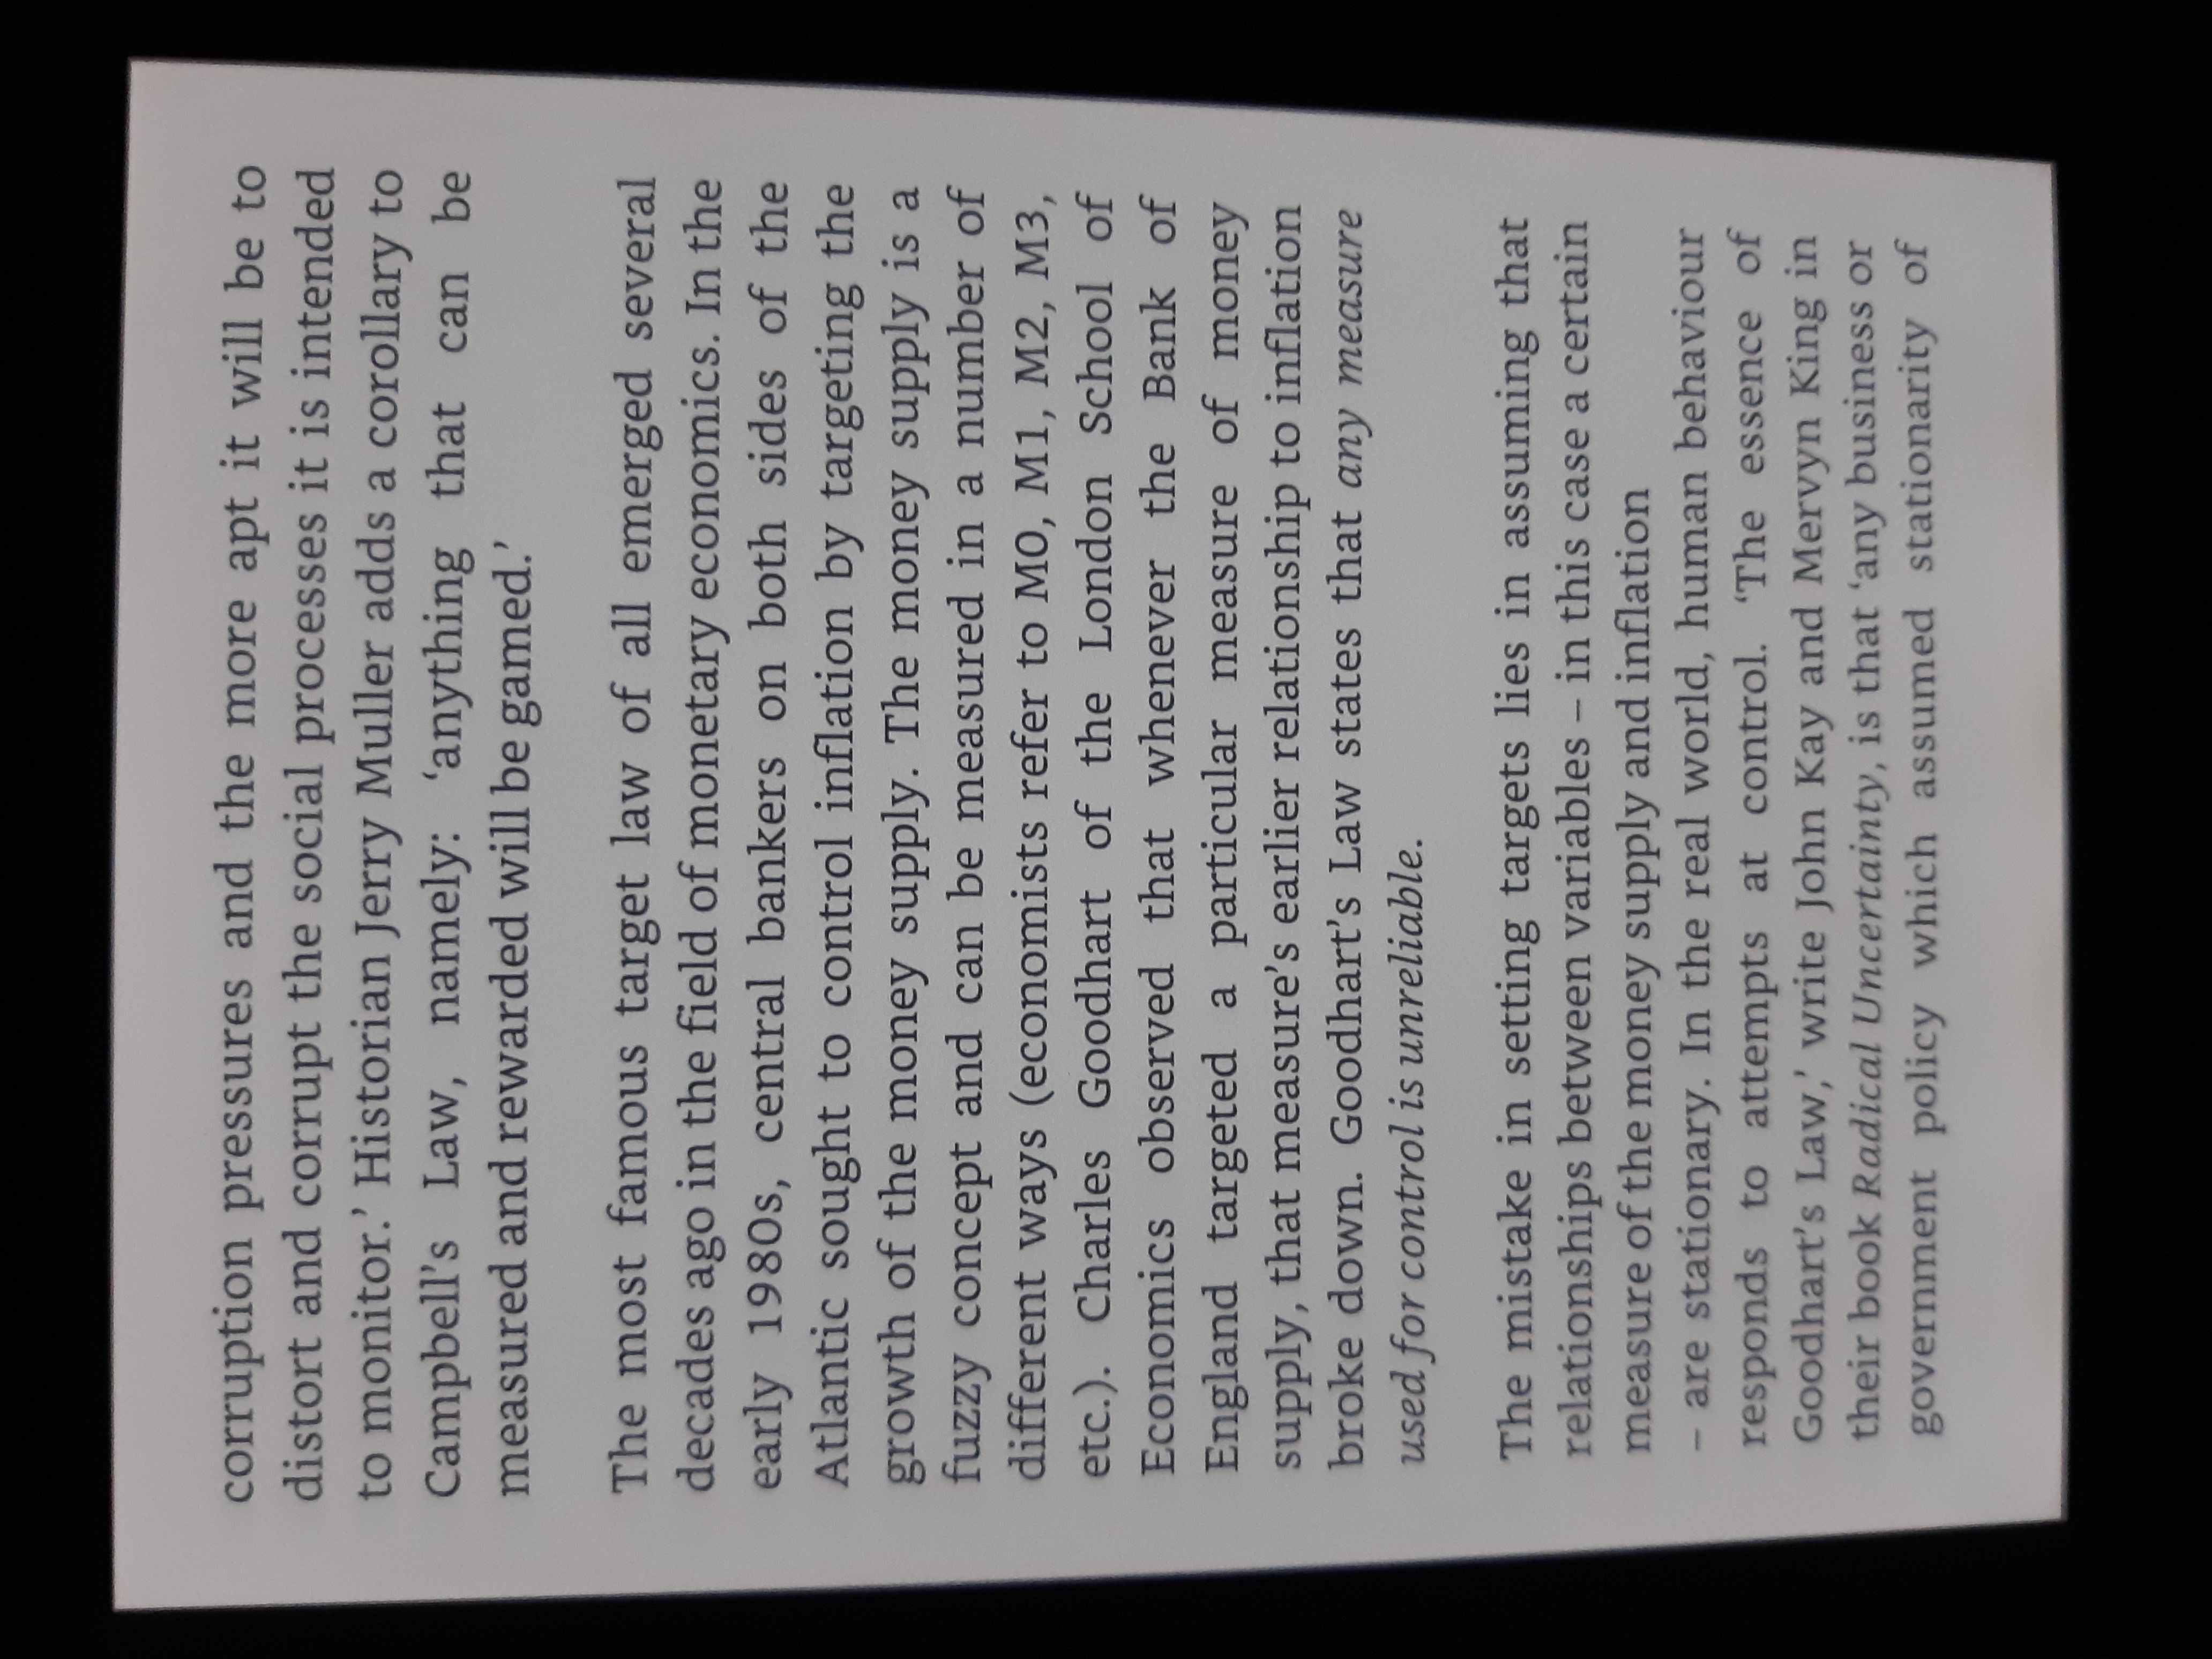 corruption pressures and the more apt it will be to
distort and corrupt the social processes it is intended
to monitor.’ Historian Jerry Muller adds a corollary to
Campbell’s Law, namely: ‘anything that can be
measured and rewarded will be gamed.’
The most famous target law of all emerged several
decades ago in the field of monetary economics. In the
early 1980s, central bankers on both sides of the
Atlantic sought to control inflation by targeting the
growth of the money supply. The money supply is a
fuzzy concept and can be measured in a number of
different ways (economists refer to M0, M1, M2, M3,
etc.). Charles Goodhart of the London School of
Economics observed that whenever the Bank of
England targeted a particular measure of money
supply, that measure’s earlier relationship to inflation
broke down. Goodhart’s Law states that any measure
used for control is unreliable.
The mistake in setting targets lies in assuming that
relationships between variables – in this case a certain
measure of the money supply and inflation
– are stationary. In the real world, human behaviour
responds to attempts at control. ‘The essence of
Goodhart’s Law,’ write John Kay and Mervyn King in
their book Radical Uncertainty, is that ‘any business or
government policy which assumed stationarity of